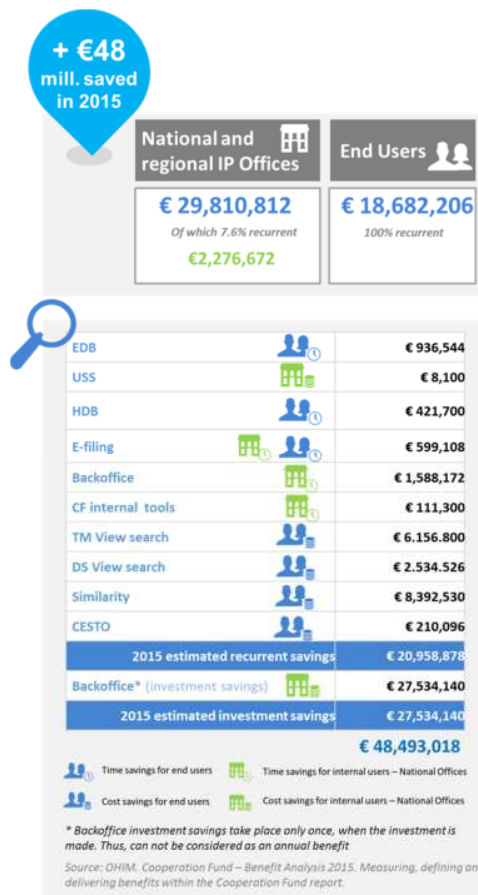 + €48
mill. saved
in 2015
National and
regional IP Offices
End Users
€ 29,810,812
Of which 7.6% recurrent
€2,276,672
€ 18,682,206
100% recurrent
EDB € 936,544
USS € 8,100
HDB € 421,700
E-filing € 599,108
Backoffice € 1,588,172
CF internal tools € 111,300
TM View search € 6.156.800
DS View search € 2.534.526
Similarity € 8,392,530
CESTO € 210,096
2015 estimated recurrent savings € 20,958,878
Backoffice* (investment savings) € 27,534,140
2015 estimated investment savings € 27,534,140
€ 48,493,018
Time savings for end users Time savings for internal users – National Offices
Cost savings for end users Cost savings for internal users – National Offices
* Backoffice investment savings take place only once, when the investment is
made. Thus, can not be considered as an annual benefit
Source: OHIM. Cooperation Fund – Benefit Analysis 2015. Measuring, defining an
delivering benefits within the Cooperation Fund report.